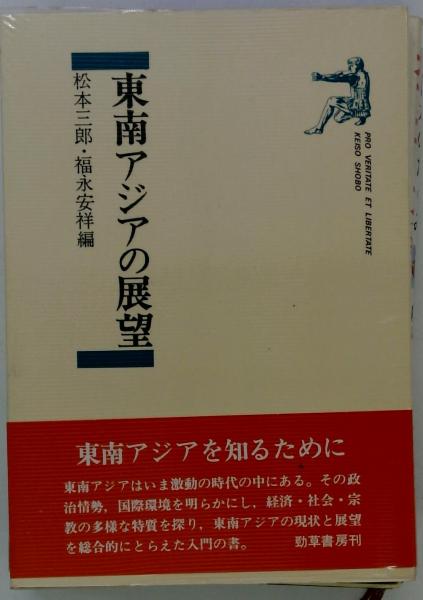 東南アジアの展望
松本三郎・福永安祥編
PRO VERITATE ET LIBERTATE
KEISO SHOBO
東南アジアを知るために
東南アジアはいま激動の時代の中にある。その政
治情勢，国際環境を明らかにし，経済・社会・宗
教の多様な特質を探り，東南アジアの現状と展望
を総合的にとらえた入門の書。 勁草書房刊